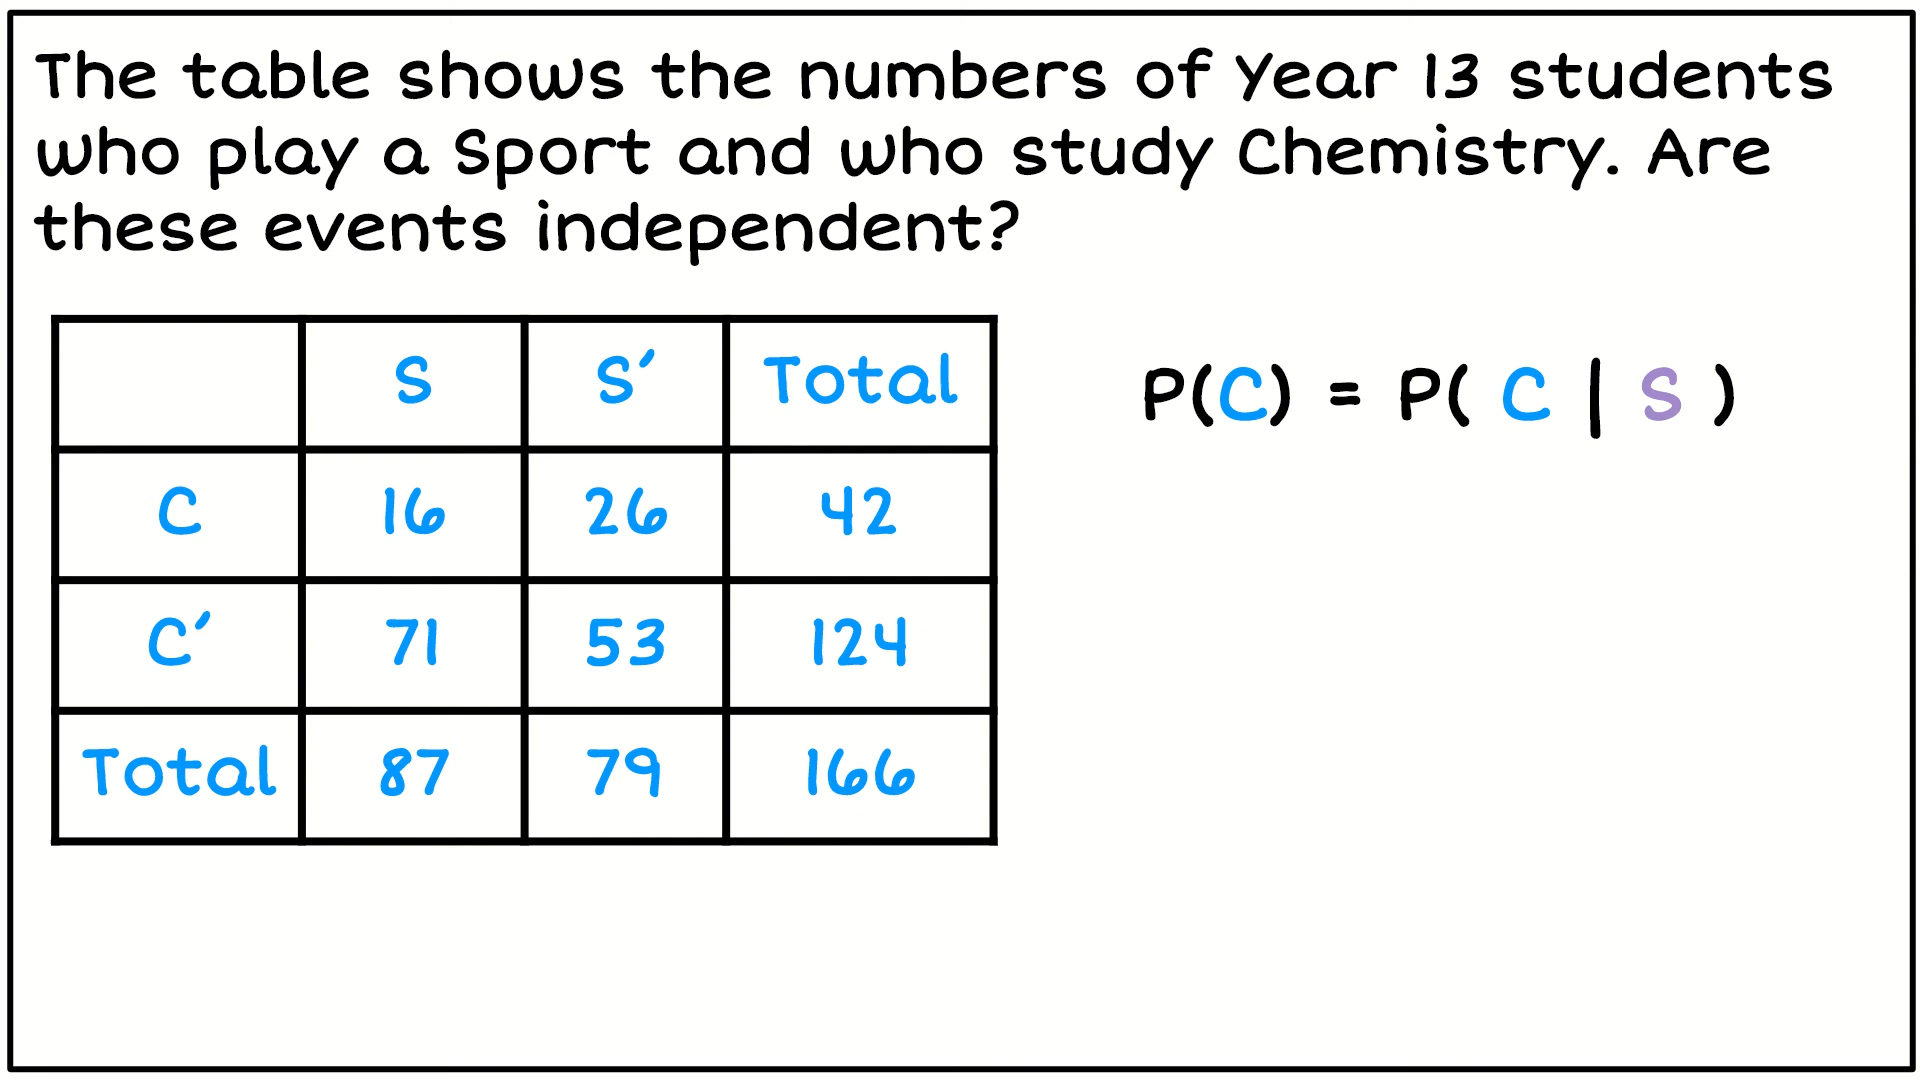 The table shows the numbers of Year 13 students
who play a Sport and who study Chemistry. Are
these events independent?
S S′ Total
C 16 26 42
C′ 71 53 124
Total 87 79 166
P(C) = P( C | S )